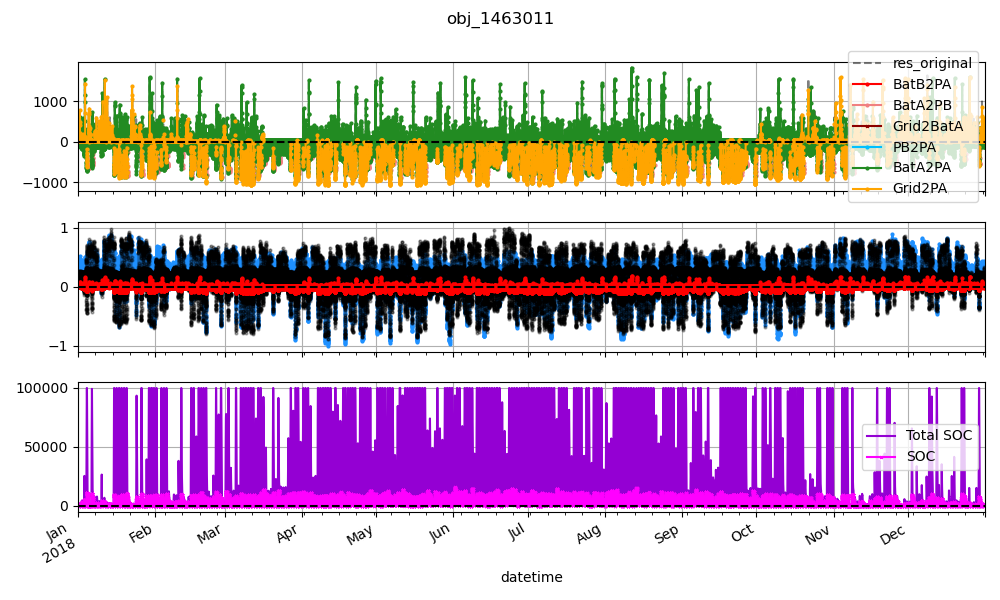 obj_1463011
1000
0
−1000
res_original
BatB2PA
BatA2PB
Grid2BatA
PB2PA
BatA2PA
Grid2PA
1
0
−1
100000
50000
0
Total SOC
SOC
Jan
2018
Feb
Mar
Apr
May
Jun
Jul
Aug
Sep
Oct
Nov
Dec
datetime